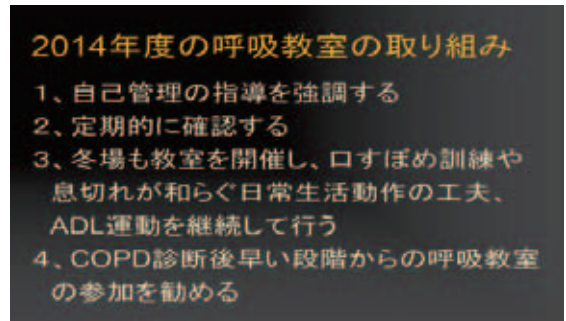 2014年度の呼吸教室の取り組み
1、自己管理の指導を強調する
2、定期的に確認する
3、冬場も教室を開催し、口すぼめ訓練や
息切れが和らぐ日常生活動作の工夫、
ADL運動を継続して行う
4、COPD診断後早い段階からの呼吸教室
の参加を勧める